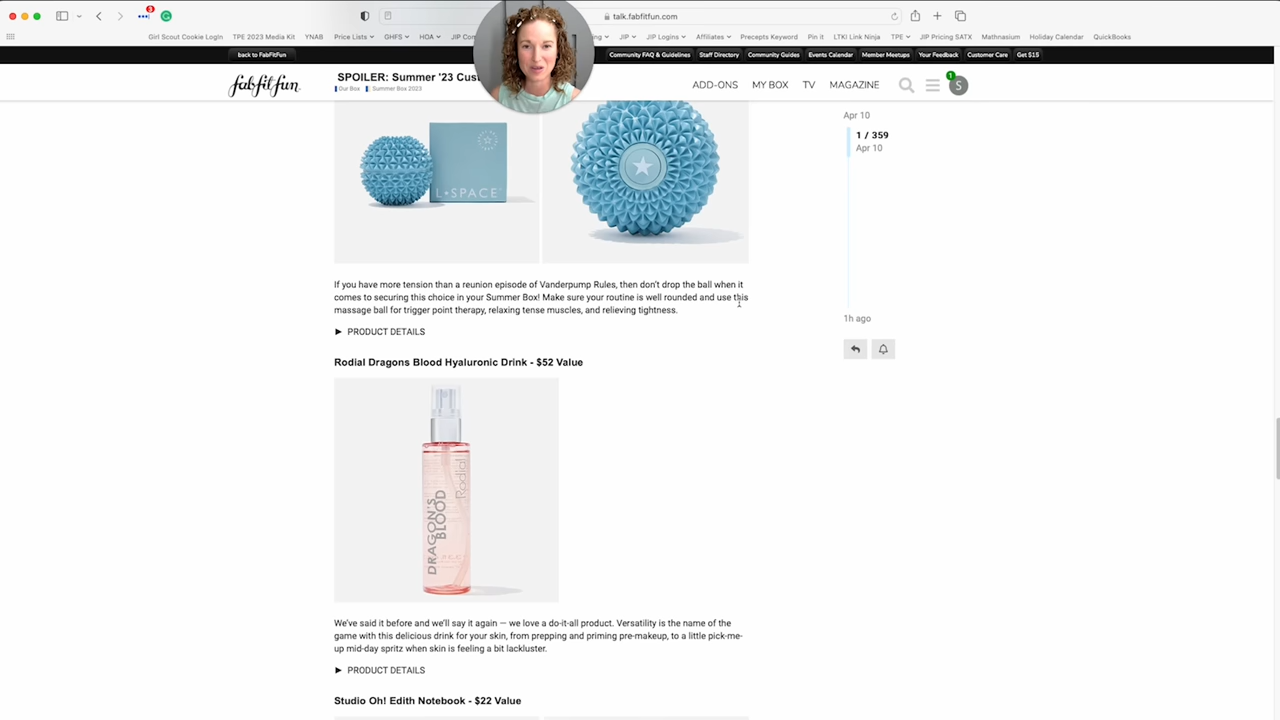 talk.fabfitfun.com
3
Girl Scout Cookie Login TPE 2023 Media Kit YNAB Price Lists GHFS HOA JIP Com ng JIP JIP Logins Affiliates Precepts Keyword Pin it LTKI Link Ninja TPE JIP Pricing SATX Mathnasium Holiday Calendar QuickBooks
back to FabFitFun Community FAQ & Guidelines Staff Directory Community Guides Events Calendar Member Meetups Your Feedback Customer Care Get $15
fabfitfun SPOILER: Summer '23 Cust ADD-ONS MY BOX TV MAGAZINE S 1
Our Box Summer Box 2023
Apr 10
1 / 359
Apr 10
L*SPACE
If you have more tension than a reunion episode of Vanderpump Rules, then don't drop the ball when it
comes to securing this choice in your Summer Box! Make sure your routine is well rounded and use this
massage ball for trigger point therapy, relaxing tense muscles, and relieving tightness.
1h ago
► PRODUCT DETAILS
Rodial Dragons Blood Hyaluronic Drink - $52 Value
DRAGON'S
BLOOD
Rodial
We've said it before and we'll say it again — we love a do-it-all product. Versatility is the name of the
game with this delicious drink for your skin, from prepping and priming pre-makeup, to a little pick-me-
up mid-day spritz when skin is feeling a bit lackluster.
► PRODUCT DETAILS
Studio Oh! Edith Notebook - $22 Value